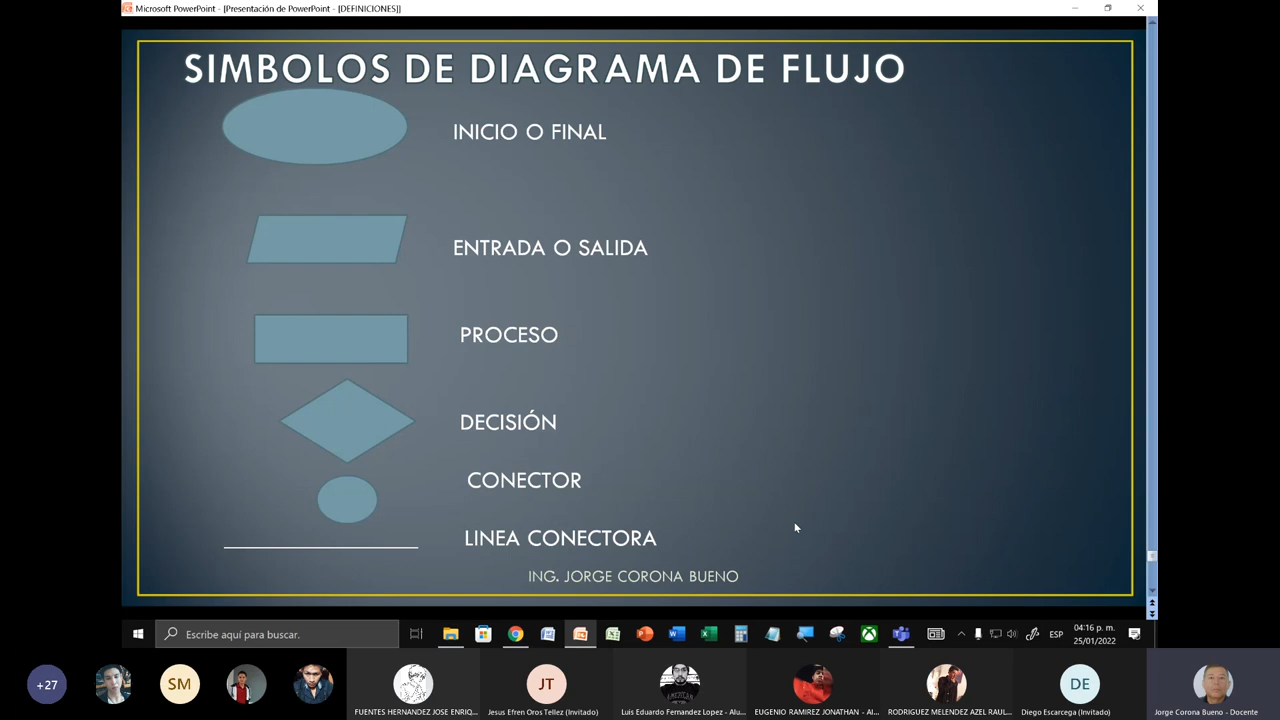 Microsoft PowerPoint - [Presentación de PowerPoint - [DEFINICIONES]]
SIMBOLOS DE DIAGRAMA DE FLUJO
INICIO O FINAL
ENTRADA O SALIDA
PROCESO
DECISIÓN
CONECTOR
LINEA CONECTORA
ING. JORGE CORONA BUENO
Escribe aquí para buscar.
ESP
04:16 p. m.
25/01/2022
+27
SM
JT
DE
FUENTES HERNANDEZ JOSE ENRIQ...
Jesus Efren Oros Tellez (Invitado)
Luis Eduardo Fernandez Lopez - Alu...
EUGENIO RAMIREZ JONATHAN - Al...
RODRIGUEZ MELENDEZ AZEL RAUL...
Diego Escarcega (Invitado)
Jorge Corona Bueno - Docente